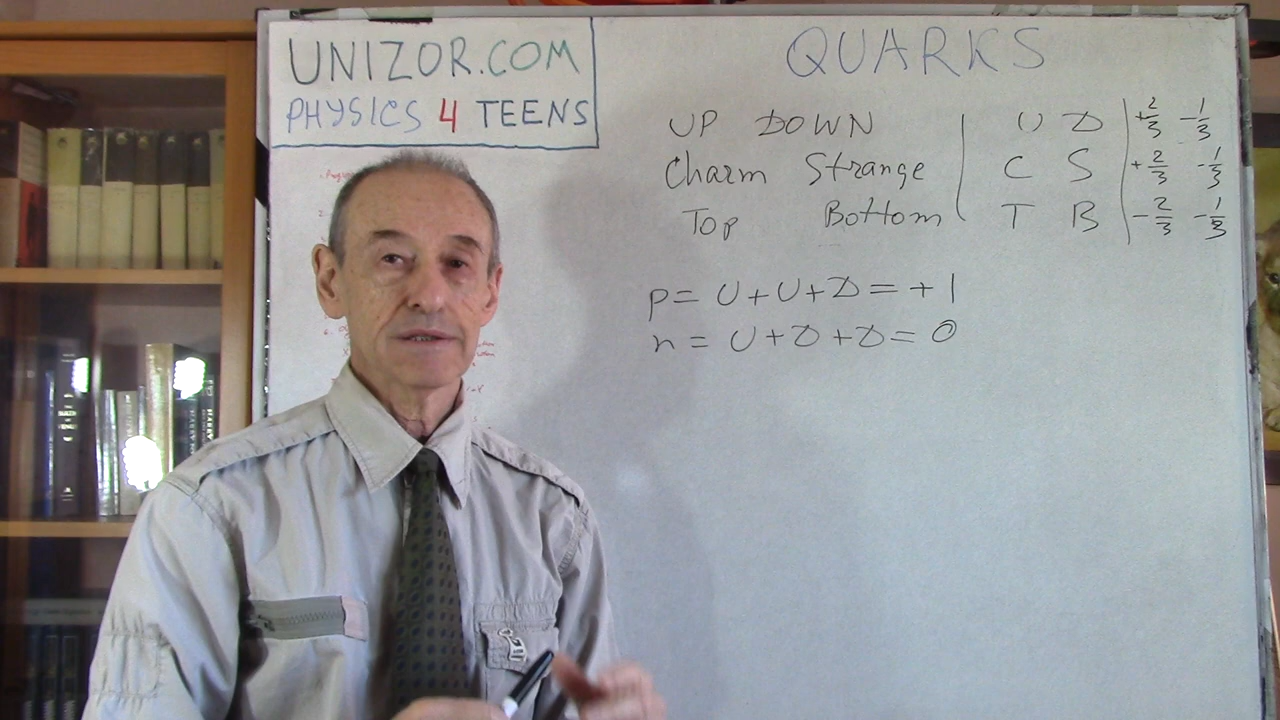 UNIZOR.COM
PHYSICS 4 TEENS
QUARKS
UP DOWN | U D | +2/3 -1/3
Charm Strange | C S | +2/3 -1/3
Top Bottom | T B | -2/3 -1/3
p = U + U + D = + 1
n = U + D + D = 0